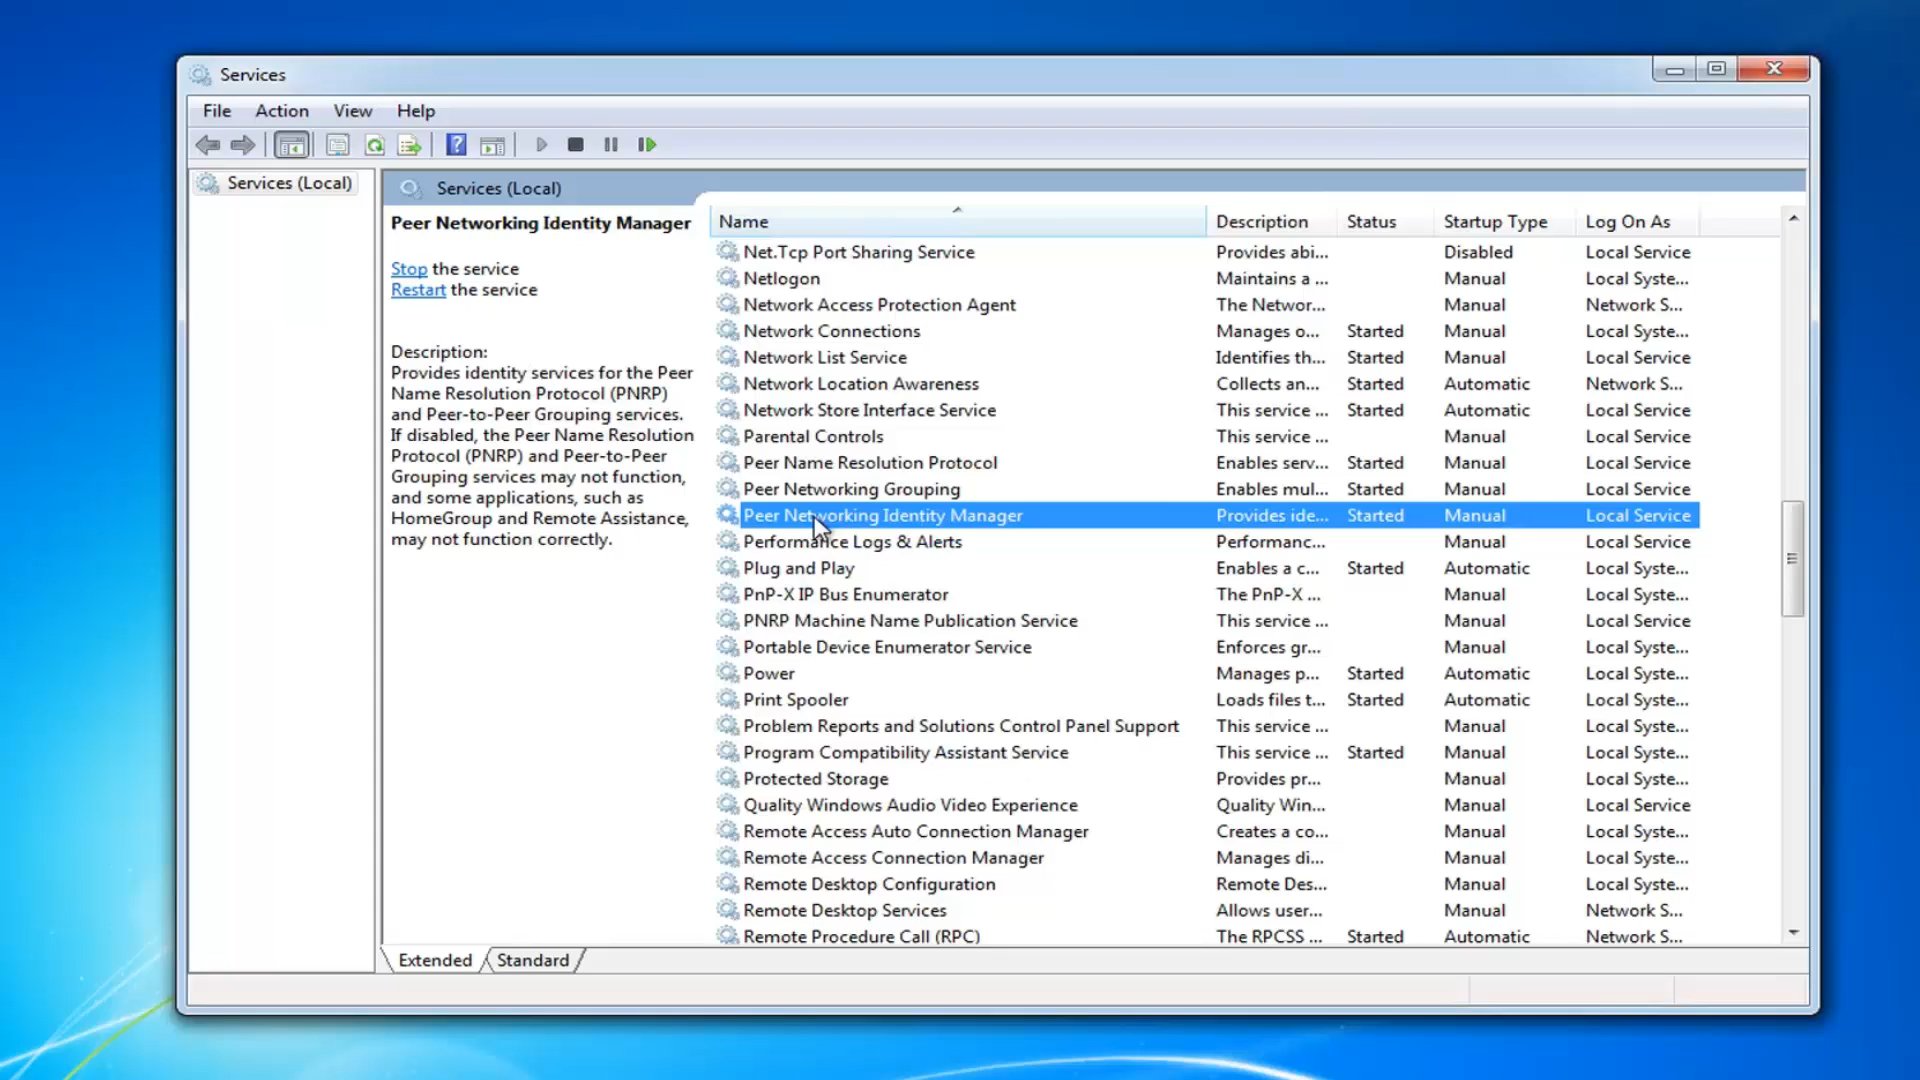 Services
File Action View Help
Services (Local)
Services (Local)
Peer Networking Identity Manager
Stop the service
Restart the service
Description:
Provides identity services for the Peer
Name Resolution Protocol (PNRP)
and Peer-to-Peer Grouping services.
If disabled, the Peer Name Resolution
Protocol (PNRP) and Peer-to-Peer
Grouping services may not function,
and some applications, such as
HomeGroup and Remote Assistance,
may not function correctly.
Name Description Status Startup Type Log On As
Net.Tcp Port Sharing Service Provides abi... Disabled Local Service
Netlogon Maintains a ... Manual Local Syste...
Network Access Protection Agent The Networ... Manual Network S...
Network Connections Manages o... Started Manual Local Syste...
Network List Service Identifies th... Started Manual Local Service
Network Location Awareness Collects an... Started Automatic Network S...
Network Store Interface Service This service ... Started Automatic Local Service
Parental Controls This service ... Manual Local Service
Peer Name Resolution Protocol Enables serv... Started Manual Local Service
Peer Networking Grouping Enables mul... Started Manual Local Service
Peer Networking Identity Manager Provides ide... Started Manual Local Service
Performance Logs & Alerts Performanc... Manual Local Service
Plug and Play Enables a c... Started Automatic Local Syste...
PnP-X IP Bus Enumerator The PnP-X ... Manual Local Syste...
PNRP Machine Name Publication Service This service ... Manual Local Service
Portable Device Enumerator Service Enforces gr... Manual Local Syste...
Power Manages p... Started Automatic Local Syste...
Print Spooler Loads files t... Started Automatic Local Syste...
Problem Reports and Solutions Control Panel Support This service ... Manual Local Syste...
Program Compatibility Assistant Service This service ... Started Manual Local Syste...
Protected Storage Provides pr... Manual Local Syste...
Quality Windows Audio Video Experience Quality Win... Manual Local Service
Remote Access Auto Connection Manager Creates a co... Manual Local Syste...
Remote Access Connection Manager Manages di... Manual Local Syste...
Remote Desktop Configuration Remote Des... Manual Local Syste...
Remote Desktop Services Allows user... Manual Network S...
Remote Procedure Call (RPC) The RPCSS ... Started Automatic Network S...
Extended Standard